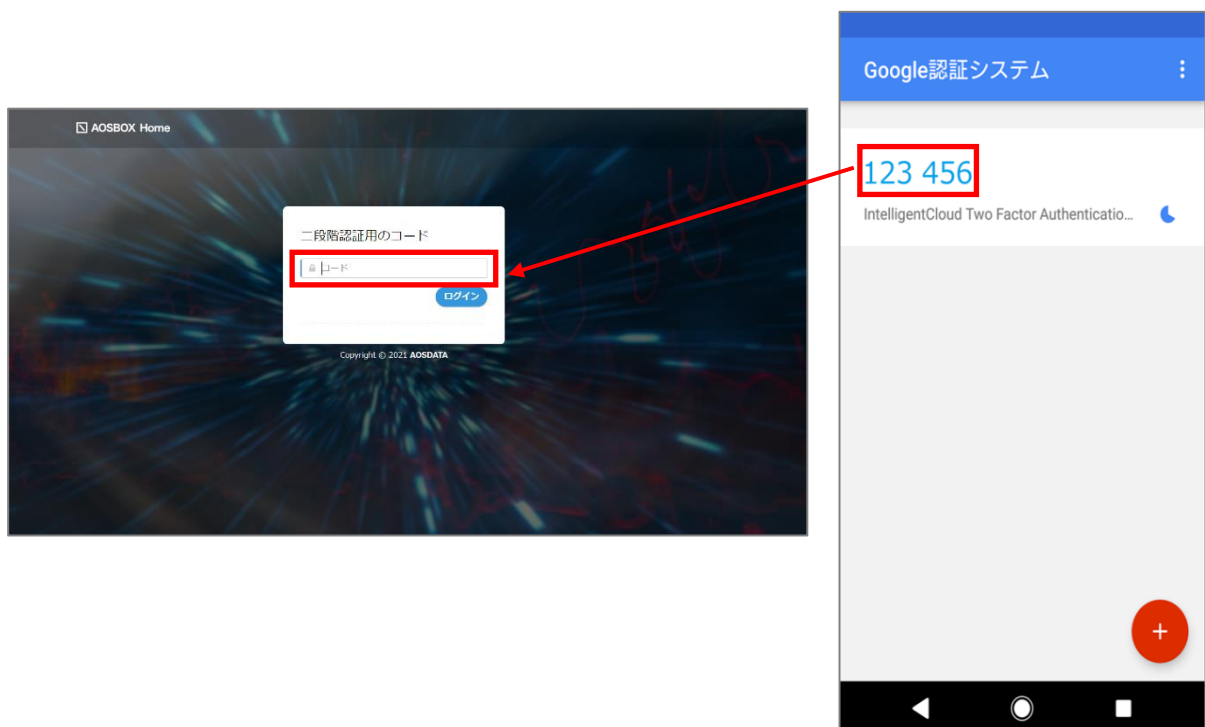 AOSBOX Home
二段階認証用のコード
コード
ログイン
Copyright © 2021 AOSDATA
Google認証システム
123 456
IntelligentCloud Two Factor Authenticatio...